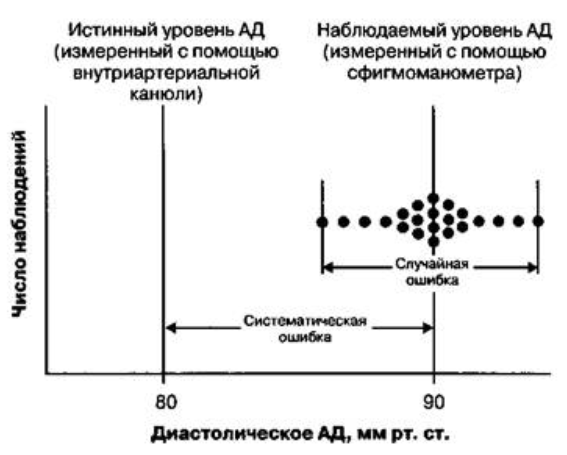 Истинный уровень АД
(измеренный с помощью
внутриартериальной
канюли)
Наблюдаемый уровень АД
(измеренный с помощью
сфигмоманометра)
Число наблюдений
Случайная
ошибка
Систематическая
ошибка
80
90
Диастолическое АД, мм рт. ст.